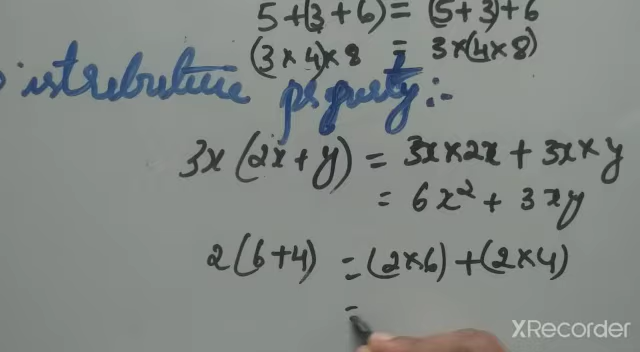 5+(3+6) = (5+3)+6
(3×4)×8 = 3×(4×8)
istributive property:-
3x(2x+y) = 3x×2x + 3x×y
= 6x² + 3xy
2(6+4) = (2×6)+(2×4)
=
XRecorder